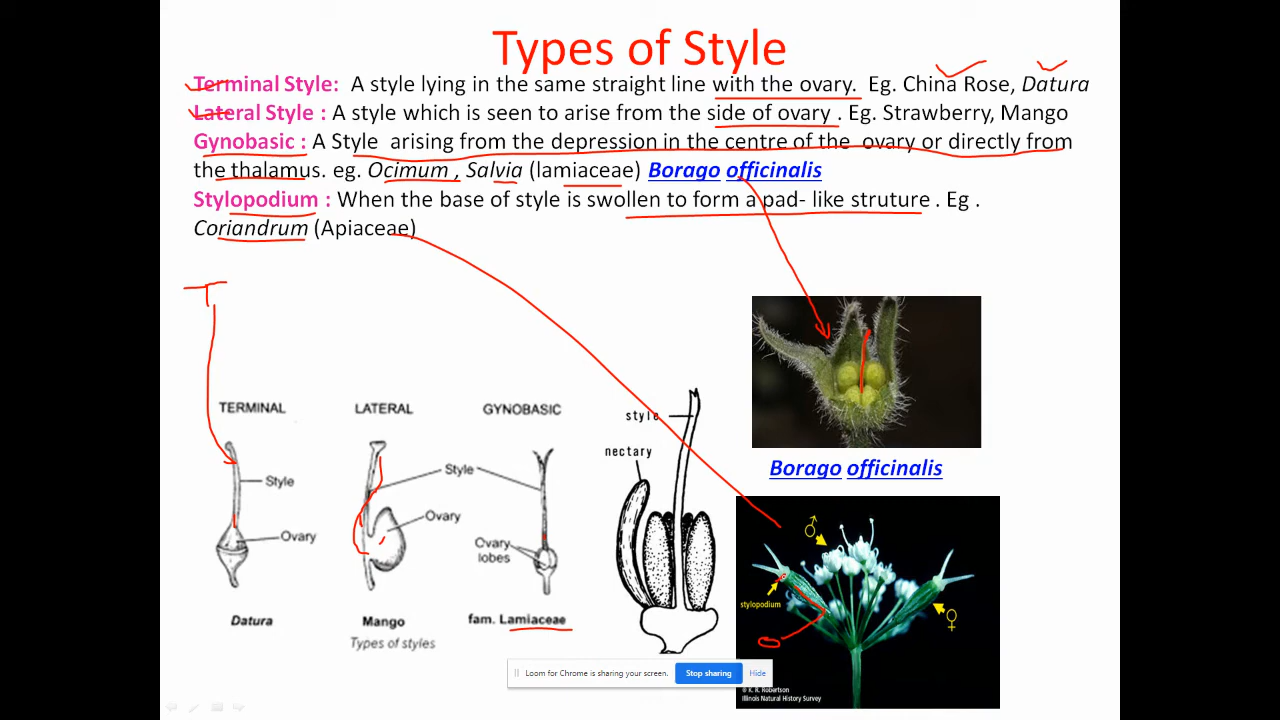 Types of Style
Terminal Style: A style lying in the same straight line with the ovary. Eg. China Rose, Datura
Lateral Style : A style which is seen to arise from the side of ovary . Eg. Strawberry, Mango
Gynobasic : A Style arising from the depression in the centre of the ovary or directly from
the thalamus. eg. Ocimum , Salvia (lamiaceae) Borago officinalis
Stylopodium : When the base of style is swollen to form a pad- like struture . Eg .
Coriandrum (Apiaceae)
T
TERMINAL
LATERAL
GYNOBASIC
style
nectary
Style
Style
Ovary
Ovary
Ovary
lobes
Datura
Mango
fam. Lamiaceae
Types of styles
Borago officinalis
♂
stylopodium
♀
O
© K. R. Robertson
Illinois Natural History Survey
Loom for Chrome is sharing your screen.
Stop sharing
Hide